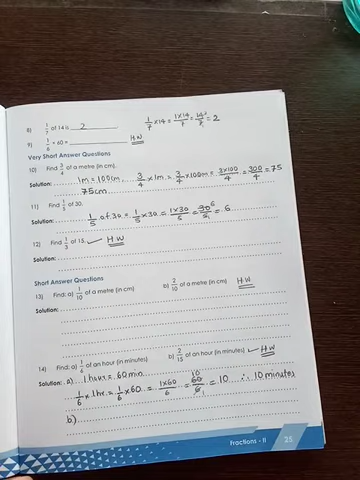 8) 1/7 of 14 is 2 1/7 × 14 = 1×14/7 = 14/7 = 2
9) 1/6 × 60 = H W
Very Short Answer Questions
10) Find 3/4 of a metre (in cm).
Solution: 1m = 100cm. 3/4 × 1m = 3/4 × 100m = 3×100/4 = 300/4 = 75
75cm
11) Find 1/5 of 30.
Solution: 1/5 of 30 = 1/5 × 30 = 1×30/5 = 30/5 = 6
12) Find 1/3 of 15. H W
Solution:
Short Answer Questions
13) Find: a) 1/10 of a metre (in cm) b) 2/10 of a metre (in cm) H W
Solution:
14) Find: a) 1/6 of an hour (in minutes) b) 2/15 of an hour (in minutes) H W
Solution: a) 1 hour = 60 min
1/6 × 1hr = 1/6 × 60 = 1×60/6 = 60/6 = 10 ∴ 10 minutes
b)
Fractions - II 25